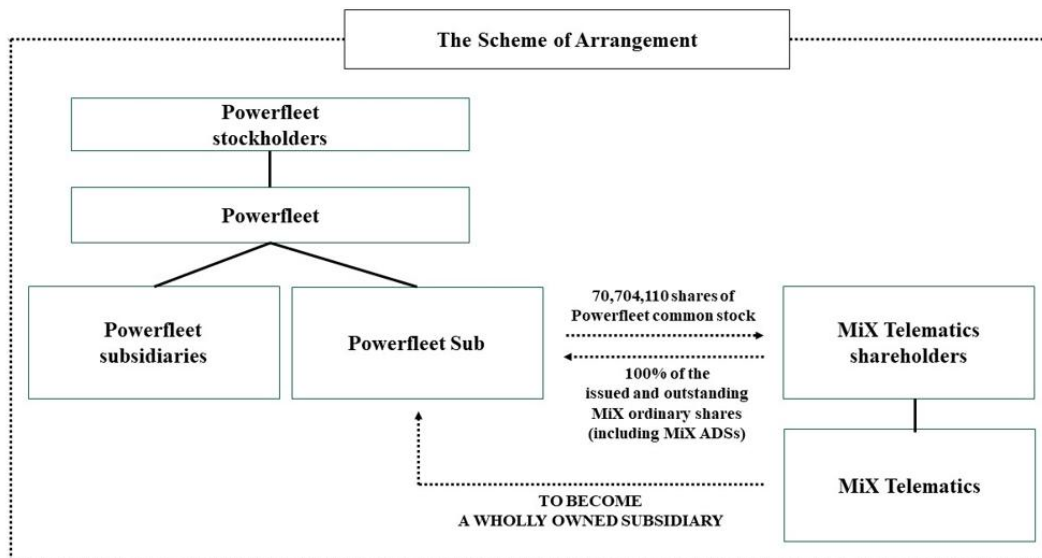 The Scheme of Arrangement
Powerfleet
stockholders
Powerfleet
Powerfleet
subsidiaries
Powerfleet Sub
70,704,110 shares of
Powerfleet common stock
100% of the
issued and outstanding
MiX ordinary shares
(including MiX ADSs)
MiX Telematics
shareholders
MiX Telematics
TO BECOME
A WHOLLY OWNED SUBSIDIARY